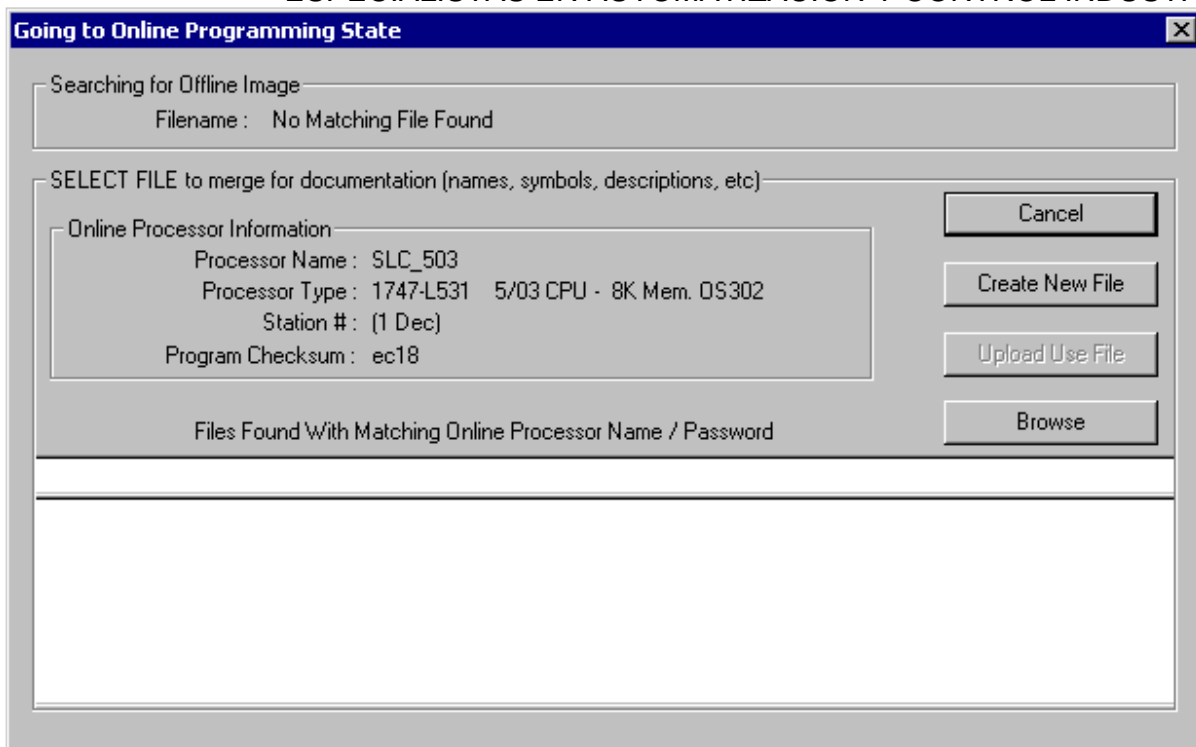 Going to Online Programming State
Searching for Offline Image
Filename : No Matching File Found
SELECT FILE to merge for documentation (names, symbols, descriptions, etc)
Online Processor Information
Processor Name : SLC_503
Processor Type : 1747-L531 5/03 CPU - 8K Mem. OS302
Station # : (1 Dec)
Program Checksum : ec18
Cancel
Create New File
Upload Use File
Browse
Files Found With Matching Online Processor Name / Password